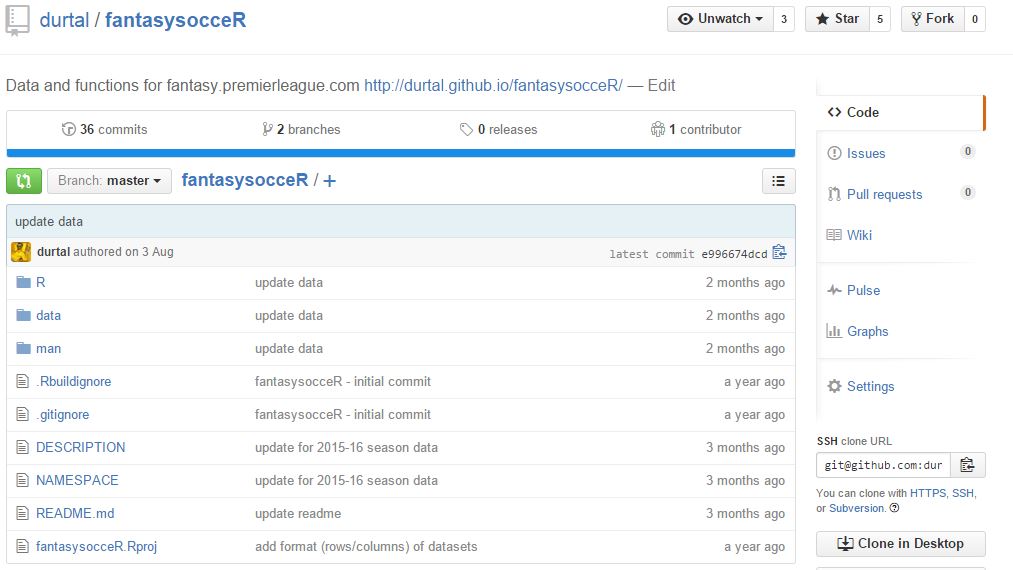 durtal / fantasysocceR
Unwatch 3 Star 5 Fork 0
Data and functions for fantasy.premierleague.com http://durtal.github.io/fantasysocceR/ — Edit
36 commits 2 branches 0 releases 1 contributor
Branch: master fantasysocceR / +
update data
durtal authored on 3 Aug latest commit e996674dcd
R update data 2 months ago
data update data 2 months ago
man update data 2 months ago
.Rbuildignore fantasysocceR - initial commit a year ago
.gitignore fantasysocceR - initial commit a year ago
DESCRIPTION update for 2015-16 season data 3 months ago
NAMESPACE update for 2015-16 season data 3 months ago
README.md update readme 3 months ago
fantasysocceR.Rproj add format (rows/columns) of datasets a year ago
Code
Issues 0
Pull requests 0
Wiki
Pulse
Graphs
Settings
SSH clone URL
git@github.com:dur
You can clone with HTTPS, SSH,
or Subversion.
Clone in Desktop